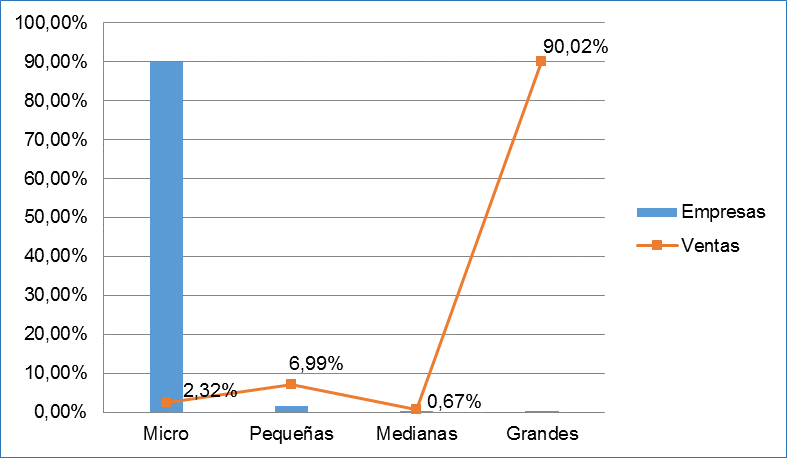 100,00%
90,00%
80,00%
70,00%
60,00%
50,00%
40,00%
30,00%
20,00%
10,00%
0,00%
90,02%
2,32%
6,99%
0,67%
Micro
Pequeñas
Medianas
Grandes
Empresas
Ventas